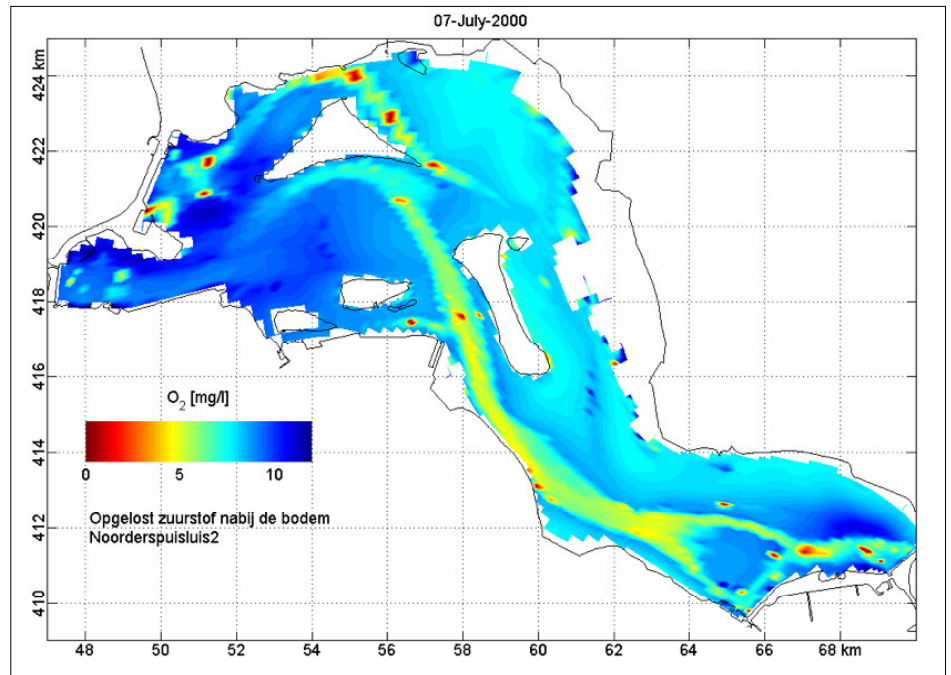 07-July-2000
424 km
422
420
418
416
414
412
410
O2 [mg/l]
0 5 10
Opgelost zuurstof nabij de bodem
Noorderspuisluis2
48 50 52 54 56 58 60 62 64 66 68 km